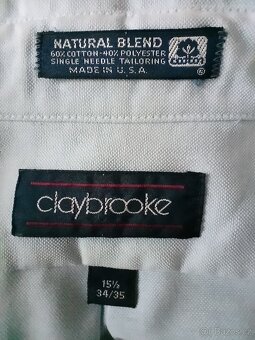 NATURAL BLEND
60% COTTON-40% POLYESTER
SINGLE NEEDLE TAILORING
MADE IN U.S.A.
®
claybrooke
15½
34/35